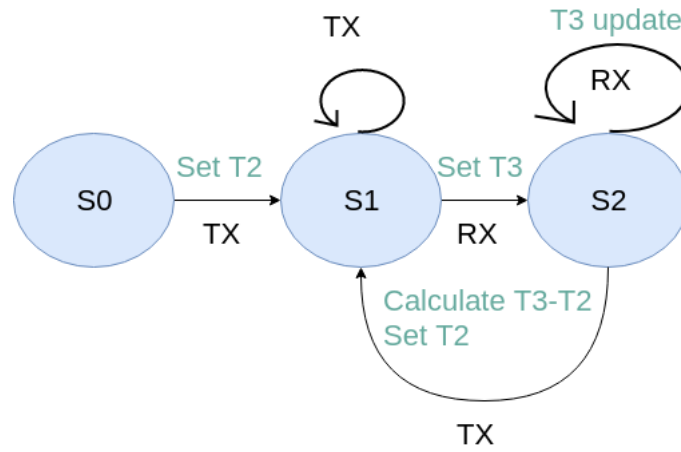 T3 update
TX
RX
Set T2
Set T3
S0
S1
S2
TX
RX
Calculate T3-T2
Set T2
TX